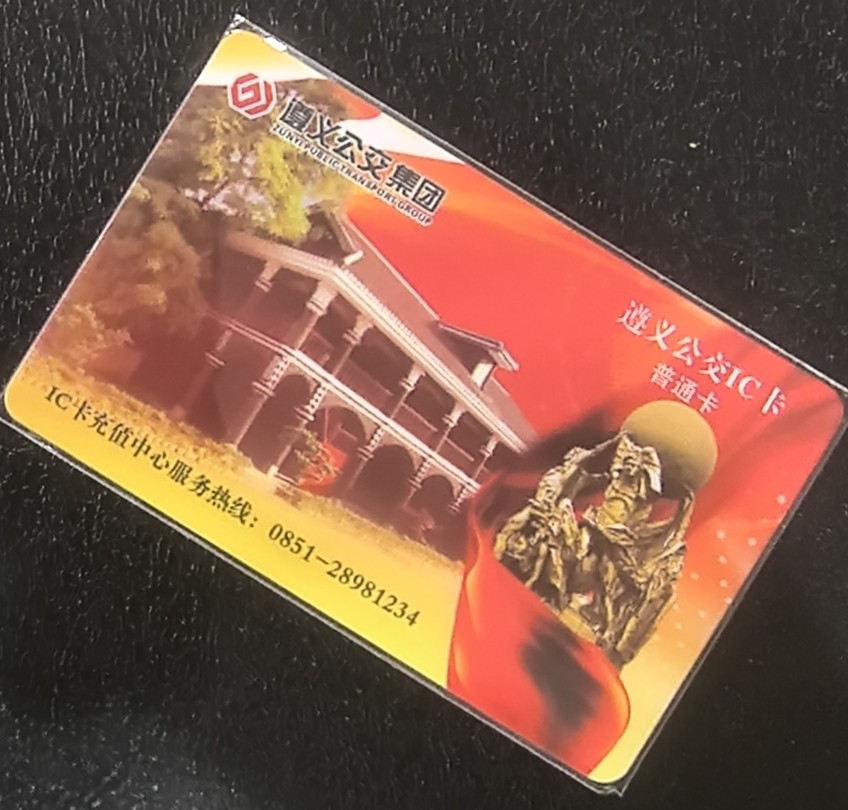 遵义公交集团
ZUNYI PUBLIC TRANSPORT GROUP
遵义公交IC卡
普通卡
IC卡充值中心服务热线：0851-28981234